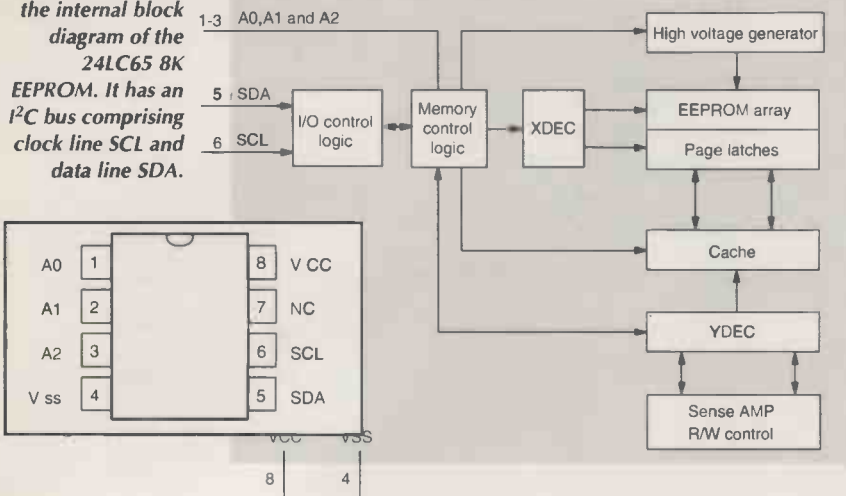 the internal block
diagram of the
24LC65 8K
EEPROM. It has an
I²C bus comprising
clock line SCL and
data line SDA.
1-3 A0,A1 and A2
5 SDA
6 SCL
I/O control
logic
Memory
control
logic
XDEC
High voltage generator
EEPROM array
Page latches
Cache
YDEC
Sense AMP
R/W control
A0 1 8 V CC
A1 2 7 NC
A2 3 6 SCL
V ss 4 5 SDA
VCC VSS
8 4